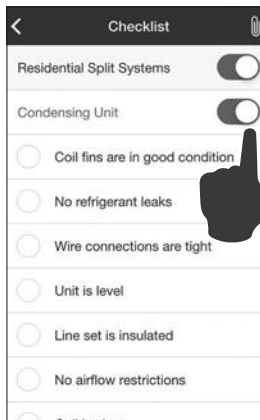 Checklist
Residential Split Systems
Condensing Unit
Coil fins are in good condition
No refrigerant leaks
Wire connections are tight
Unit is level
Line set is insulated
No airflow restrictions